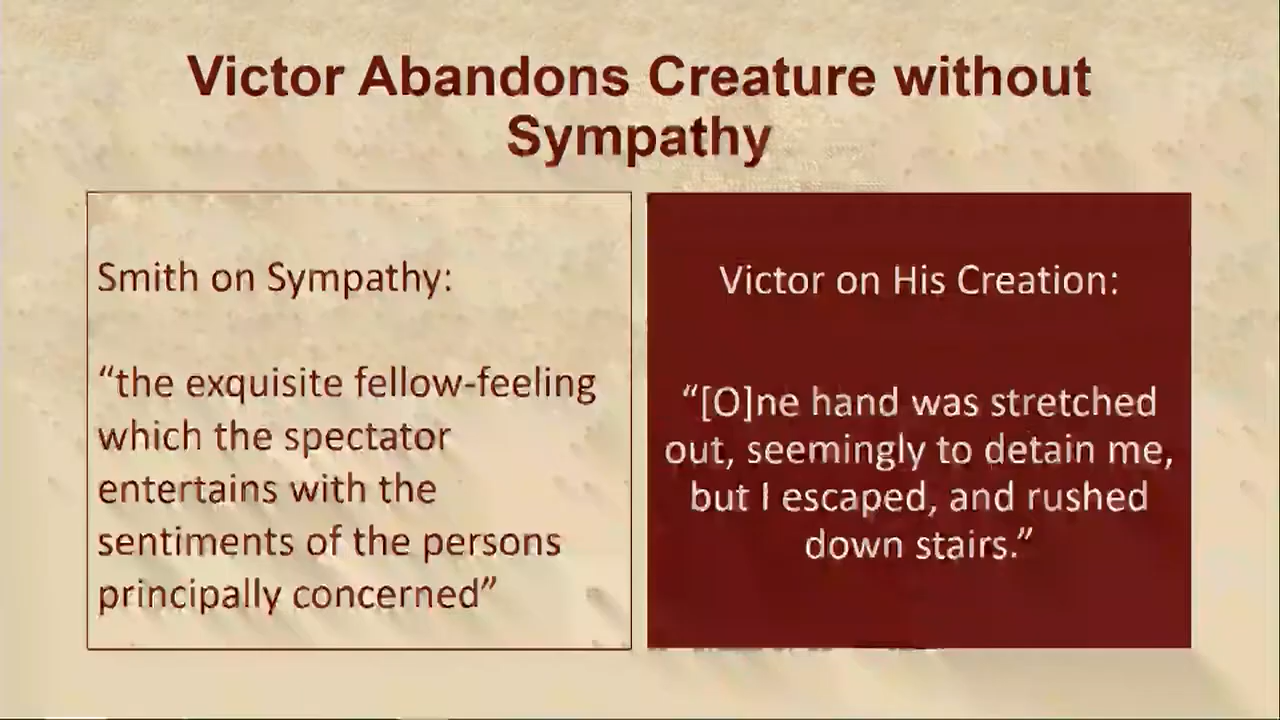 Victor Abandons Creature without
Sympathy
Smith on Sympathy:
“the exquisite fellow-feeling
which the spectator
entertains with the
sentiments of the persons
principally concerned”
Victor on His Creation:
“[O]ne hand was stretched
out, seemingly to detain me,
but I escaped, and rushed
down stairs.”